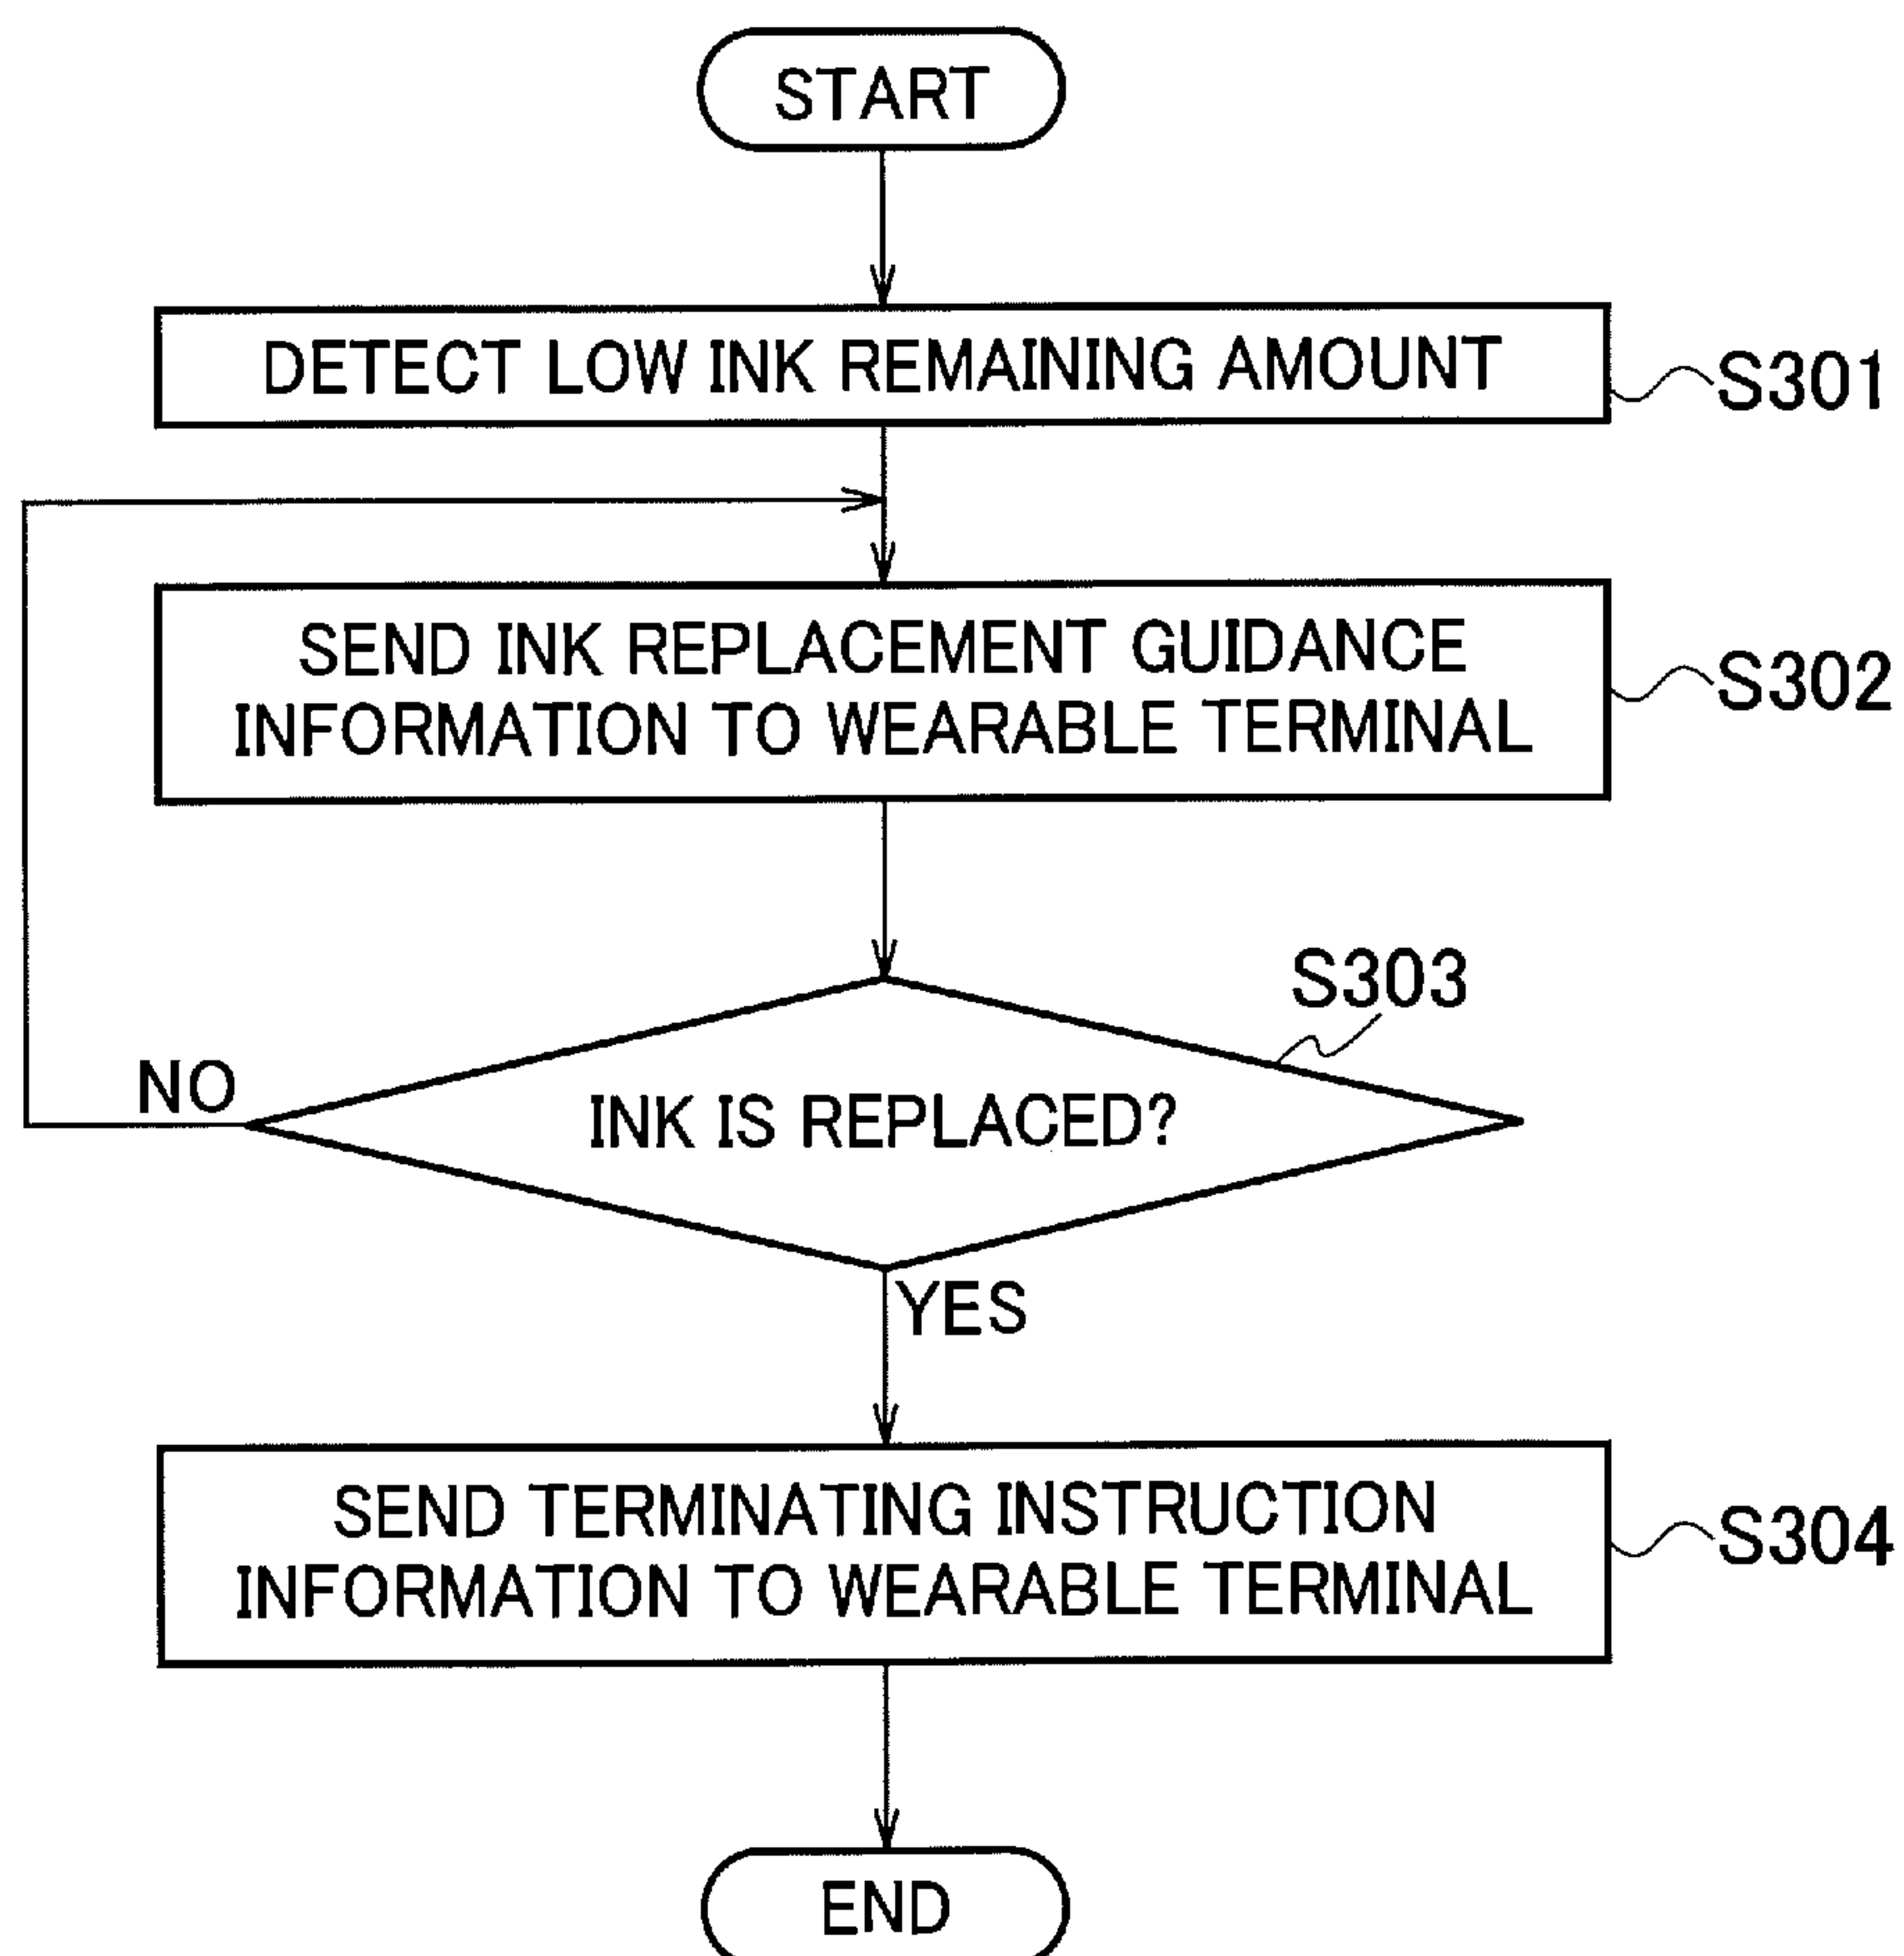 START
DETECT LOW INK REMAINING AMOUNT
S301
SEND INK REPLACEMENT GUIDANCE
INFORMATION TO WEARABLE TERMINAL
S302
S303
NO
INK IS REPLACED?
YES
SEND TERMINATING INSTRUCTION
INFORMATION TO WEARABLE TERMINAL
S304
END